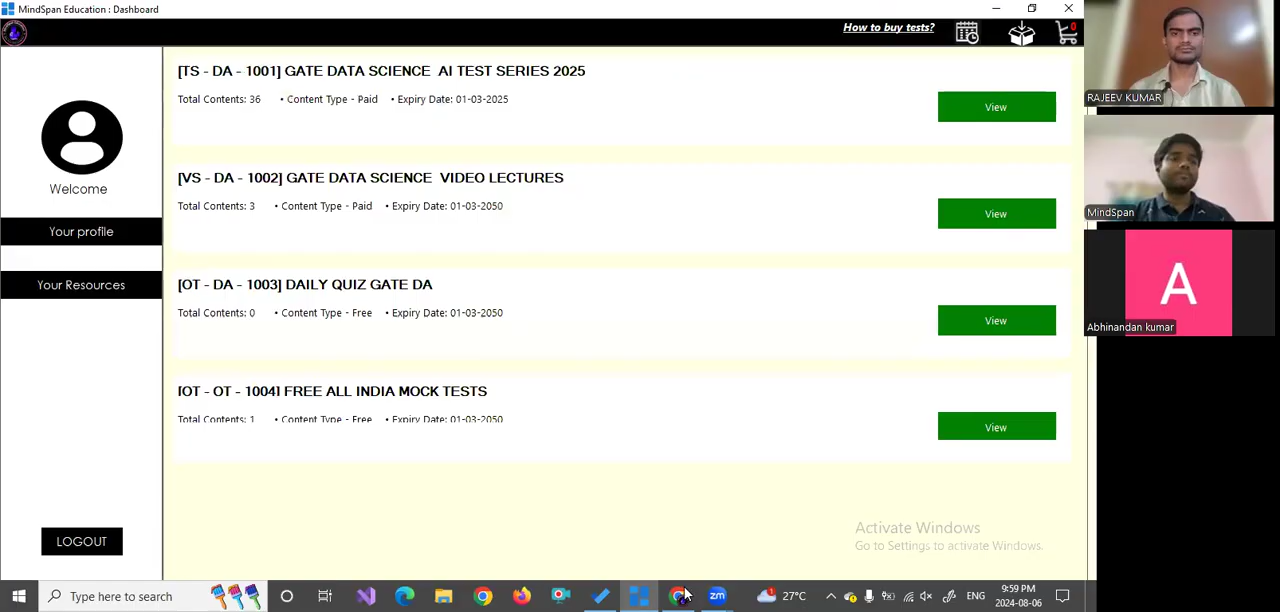 MindSpan Education : Dashboard
How to buy tests?
0
Welcome
Your profile
Your Resources
LOGOUT
[TS - DA - 1001] GATE DATA SCIENCE AI TEST SERIES 2025
Total Contents: 36 • Content Type - Paid • Expiry Date: 01-03-2025
View
[VS - DA - 1002] GATE DATA SCIENCE VIDEO LECTURES
Total Contents: 3 • Content Type - Paid • Expiry Date: 01-03-2050
View
[OT - DA - 1003] DAILY QUIZ GATE DA
Total Contents: 0 • Content Type - Free • Expiry Date: 01-03-2050
View
[OT - OT - 1004] FREE ALL INDIA MOCK TESTS
Total Contents: 1 • Content Type - Free • Expiry Date: 01-03-2050
View
Activate Windows
Go to Settings to activate Windows.
RAJEEV KUMAR
MindSpan
A
Abhinandan kumar
Type here to search
zm
1
27°C
ENG
9:59 PM
2024-08-06